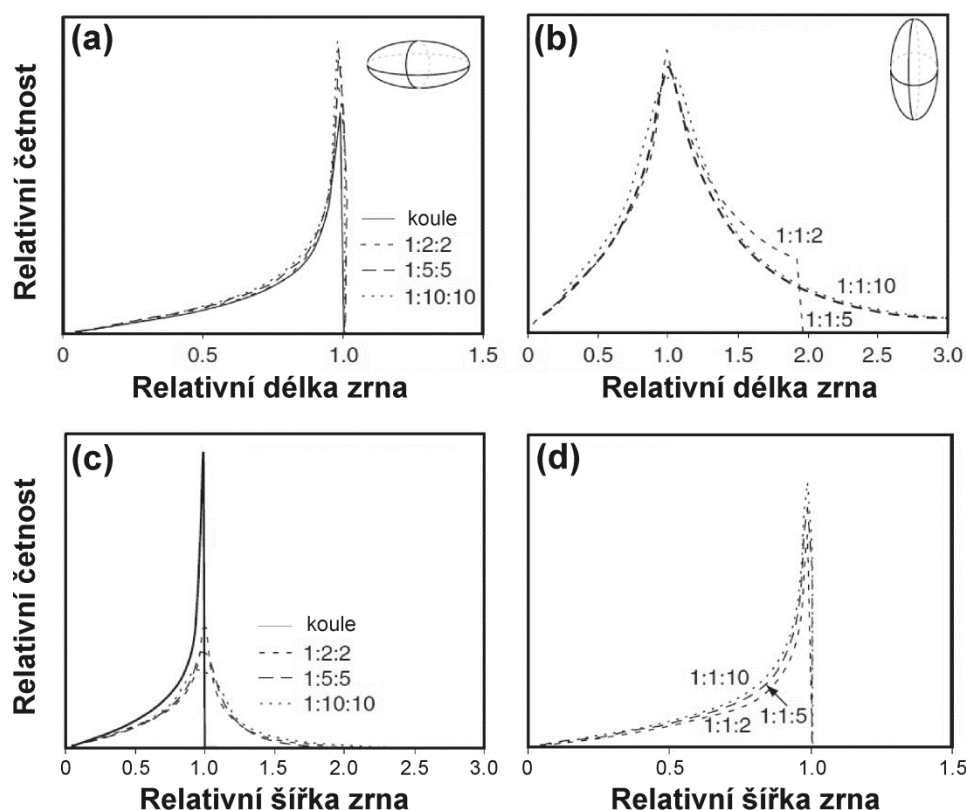 (a)
Relativní četnost
koule
1:2:2
1:5:5
1:10:10
0 0.5 1.0 1.5
Relativní délka zrna
(b)
1:1:2
1:1:10
1:1:5
0 0.5 1.0 1.5 2.0 2.5 3.0
Relativní délka zrna
(c)
Relativní četnost
koule
1:2:2
1:5:5
1:10:10
0 0.5 1.0 1.5 2.0 2.5 3.0
Relativní šířka zrna
(d)
1:1:10
1:1:2
1:1:5
0 0.5 1.0 1.5
Relativní šířka zrna